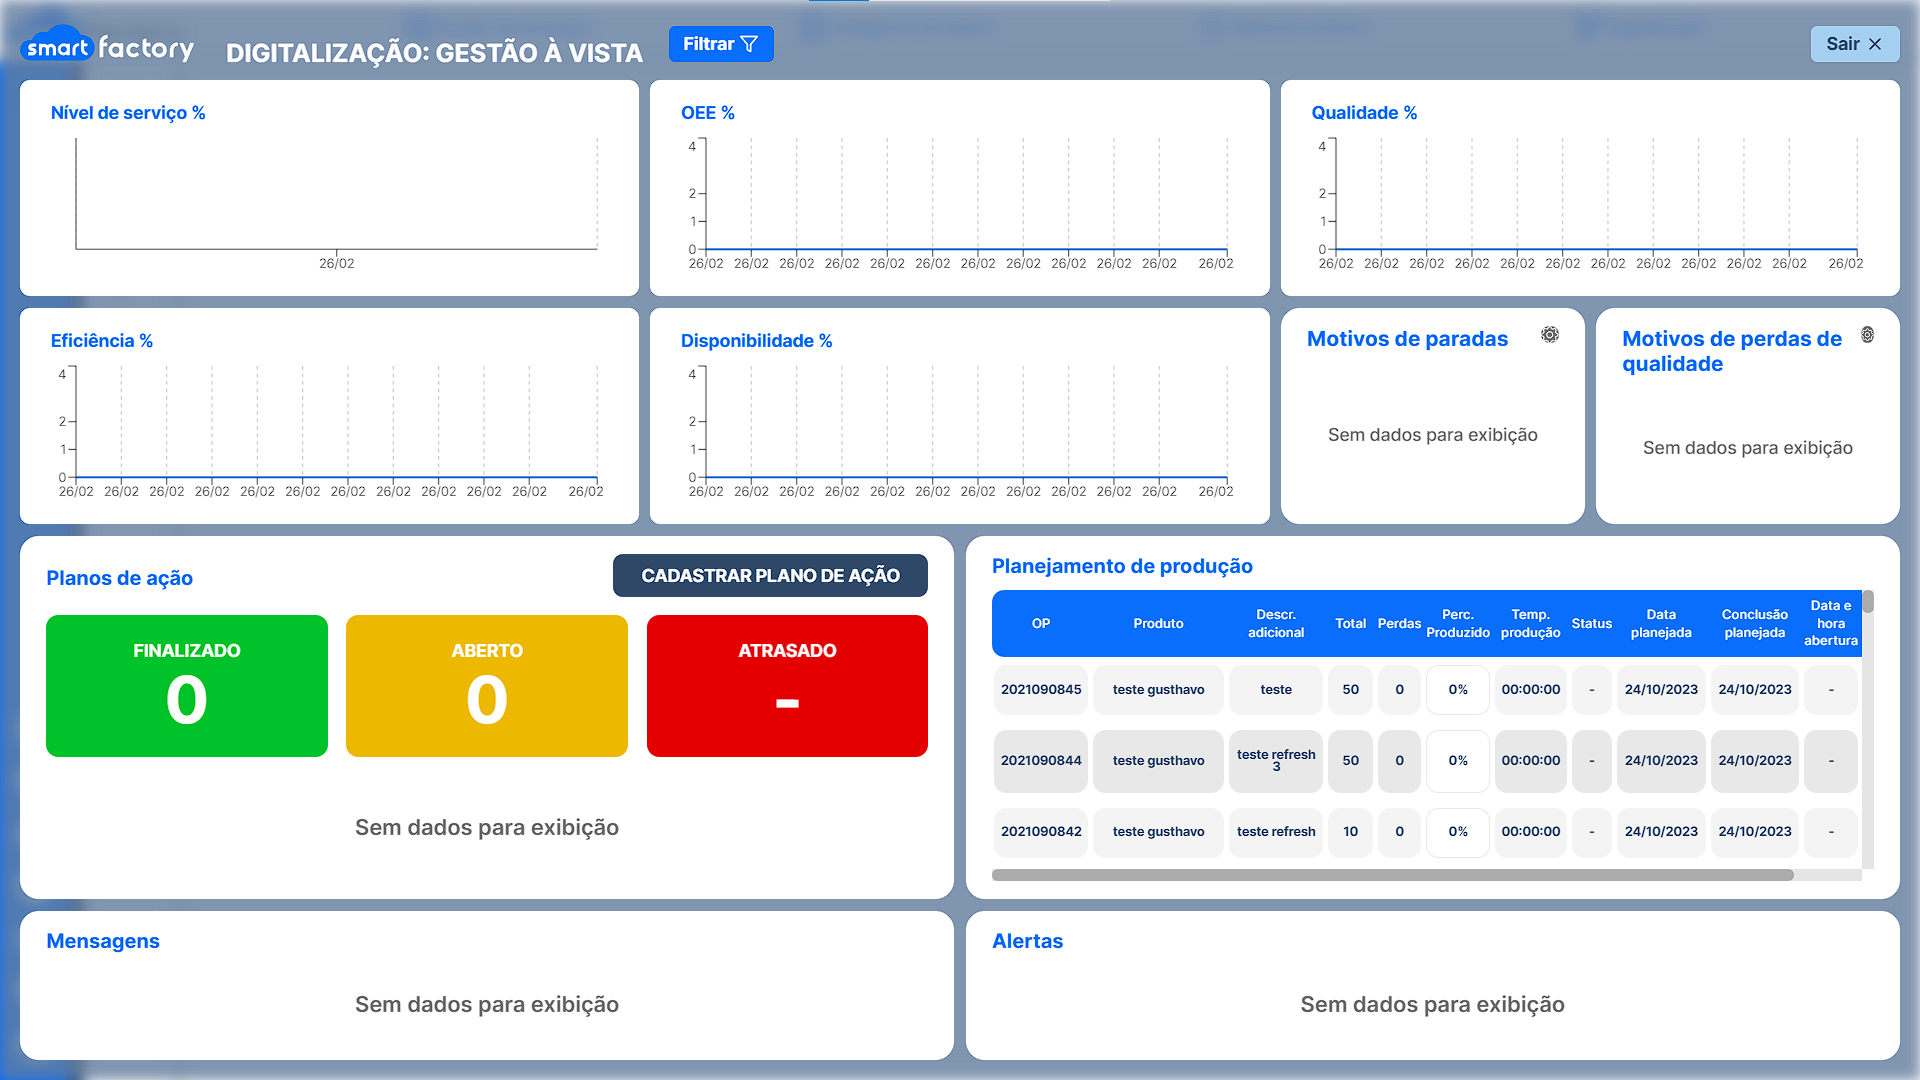 smart factory
DIGITALIZAÇÃO: GESTÃO À VISTA
Filtrar
Sair
Nível de serviço %
26/02
OEE %
4
2
1
0
26/02 26/02 26/02 26/02 26/02 26/02 26/02 26/02 26/02 26/02 26/02 26/02
Qualidade %
4
2
1
0
26/02 26/02 26/02 26/02 26/02 26/02 26/02 26/02 26/02 26/02 26/02 26/02
Eficiência %
4
2
1
0
26/02 26/02 26/02 26/02 26/02 26/02 26/02 26/02 26/02 26/02 26/02 26/02
Disponibilidade %
4
2
1
0
26/02 26/02 26/02 26/02 26/02 26/02 26/02 26/02 26/02 26/02 26/02 26/02
Motivos de paradas
Sem dados para exibição
Motivos de perdas de
qualidade
Sem dados para exibição
Planos de ação
CADASTRAR PLANO DE AÇÃO
FINALIZADO
0
ABERTO
0
ATRASADO
-
Sem dados para exibição
Planejamento de produção
OP Produto Descr. adicional Total Perdas Perc. Produzido Temp. produção Status Data planejada Conclusão planejada Data e hora abertura
2021090845 teste gusthavo teste 50 0 0% 00:00:00 - 24/10/2023 24/10/2023 -
2021090844 teste gusthavo teste refresh 3 50 0 0% 00:00:00 - 24/10/2023 24/10/2023 -
2021090842 teste gusthavo teste refresh 10 0 0% 00:00:00 - 24/10/2023 24/10/2023 -
Mensagens
Sem dados para exibição
Alertas
Sem dados para exibição